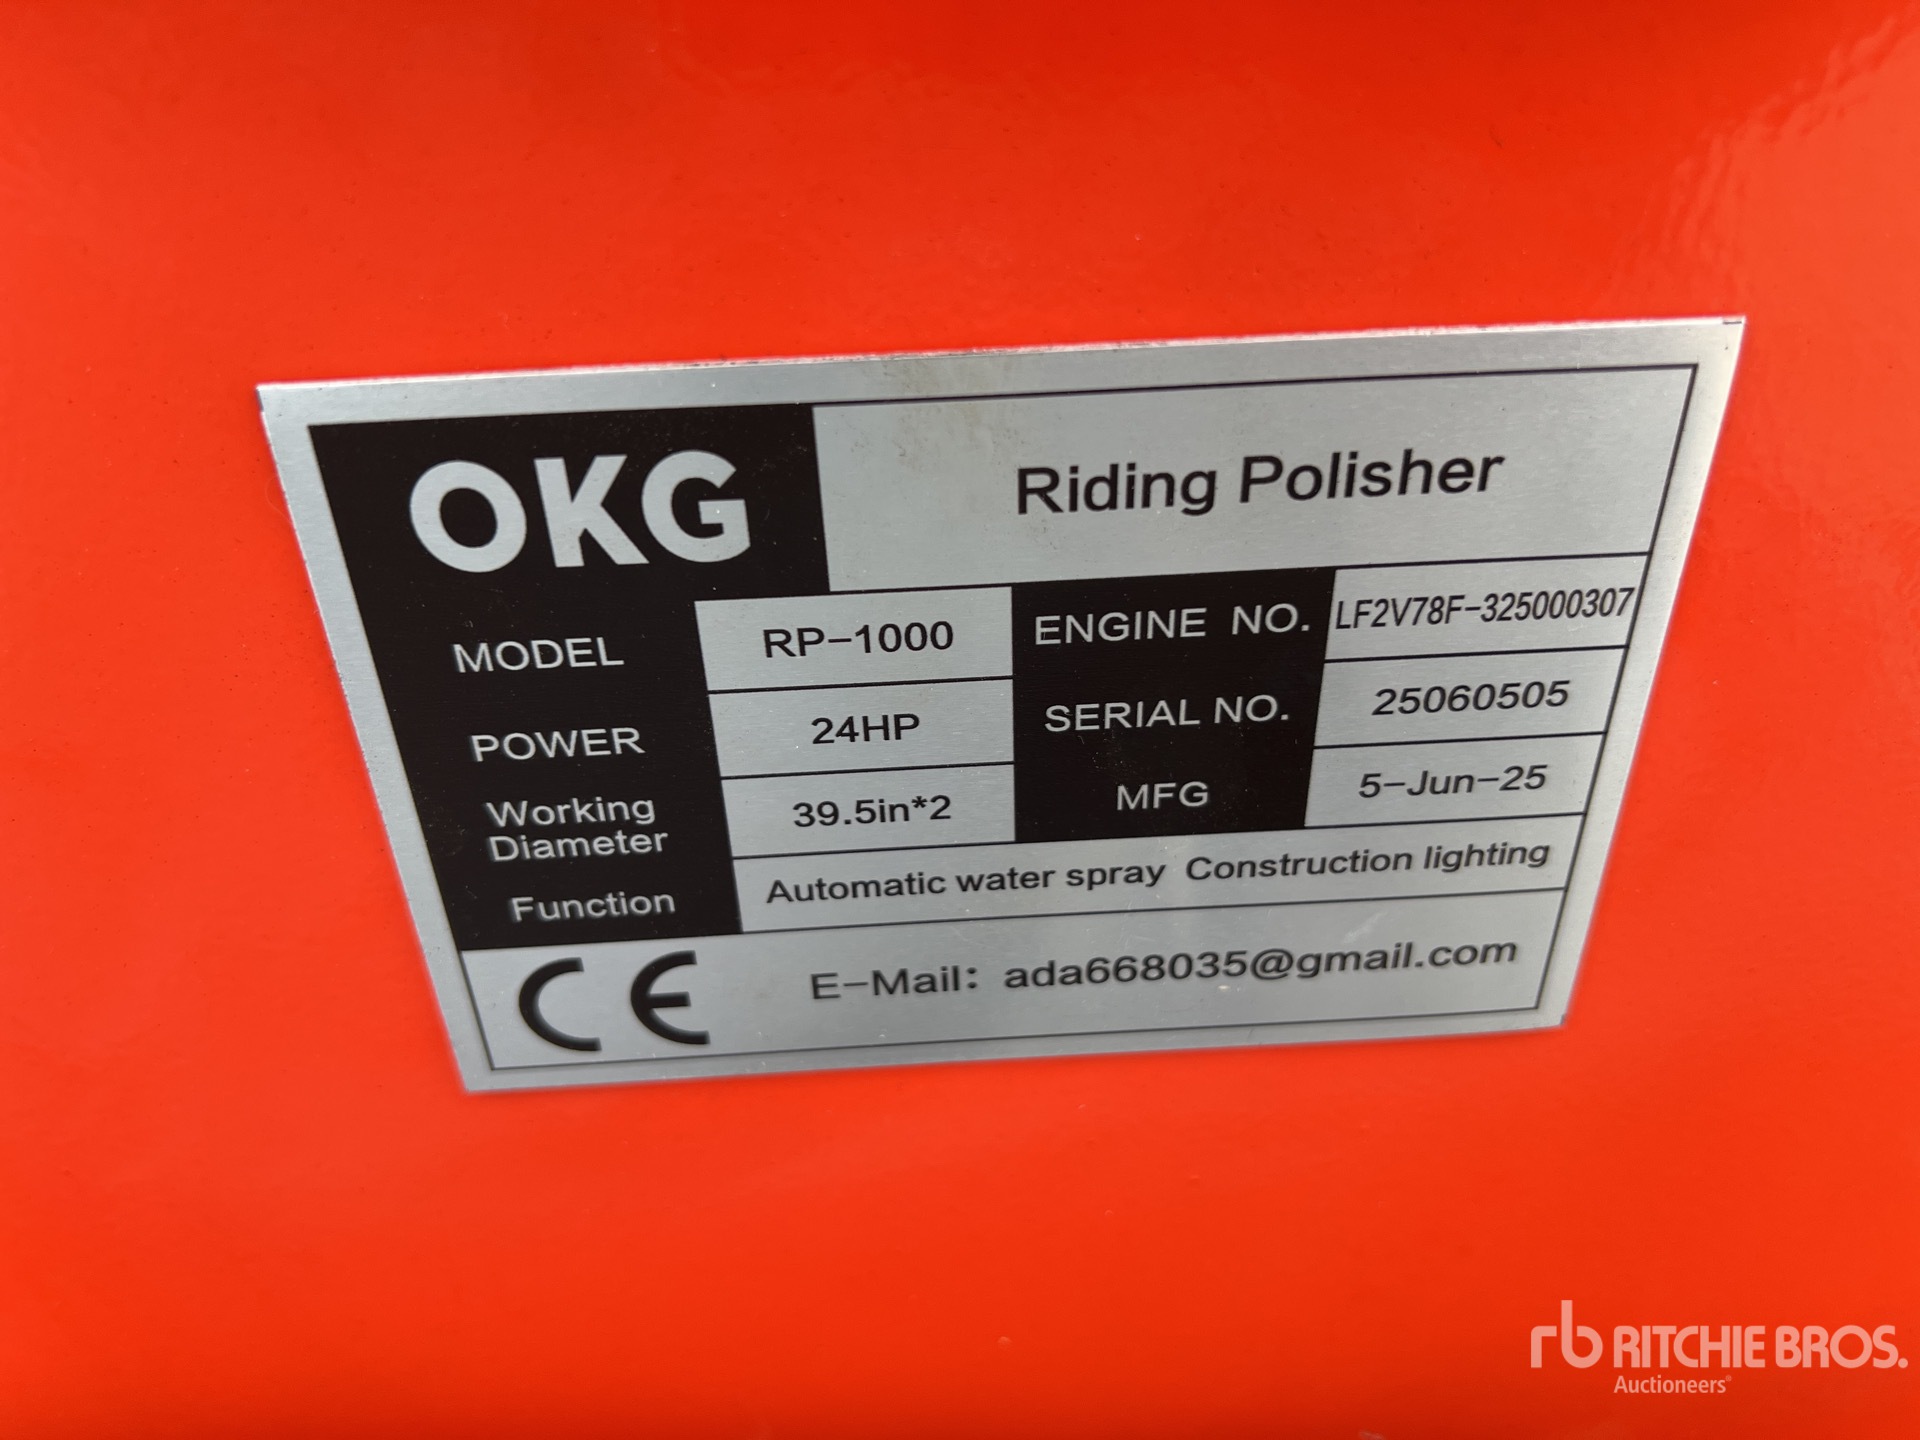 OKG
Riding Polisher
MODEL RP-1000 ENGINE NO. LF2V78F-325000307
POWER 24HP SERIAL NO. 25060505
Working
Diameter 39.5in*2 MFG 5-Jun-25
Function Automatic water spray Construction lighting
CE E-Mail: ada668035@gmail.com
rb RITCHIE BROS.
Auctioneers®